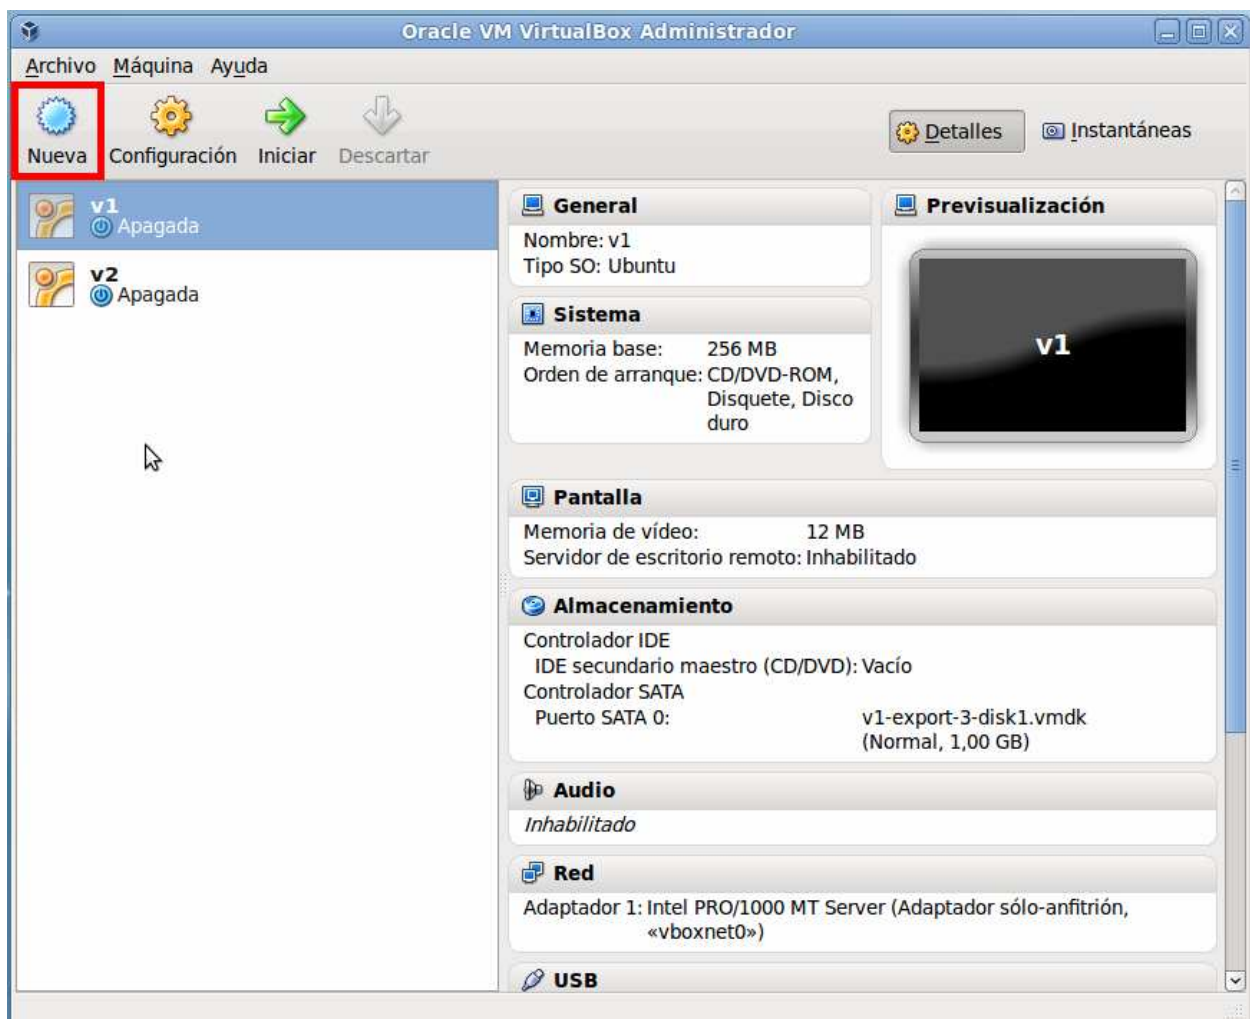 Oracle VM VirtualBox Administrador
Archivo Máquina Ayuda
Nueva Configuración Iniciar Descartar
Detalles Instantáneas
v1
Apagada
v2
Apagada
General
Nombre: v1
Tipo SO: Ubuntu
Sistema
Memoria base: 256 MB
Orden de arranque: CD/DVD-ROM,
Disquete, Disco
duro
Previsualización
v1
Pantalla
Memoria de vídeo: 12 MB
Servidor de escritorio remoto: Inhabilitado
Almacenamiento
Controlador IDE
IDE secundario maestro (CD/DVD): Vacío
Controlador SATA
Puerto SATA 0: v1-export-3-disk1.vmdk
(Normal, 1,00 GB)
Audio
Inhabilitado
Red
Adaptador 1: Intel PRO/1000 MT Server (Adaptador sólo-anfitrión,
«vboxnet0»)
USB